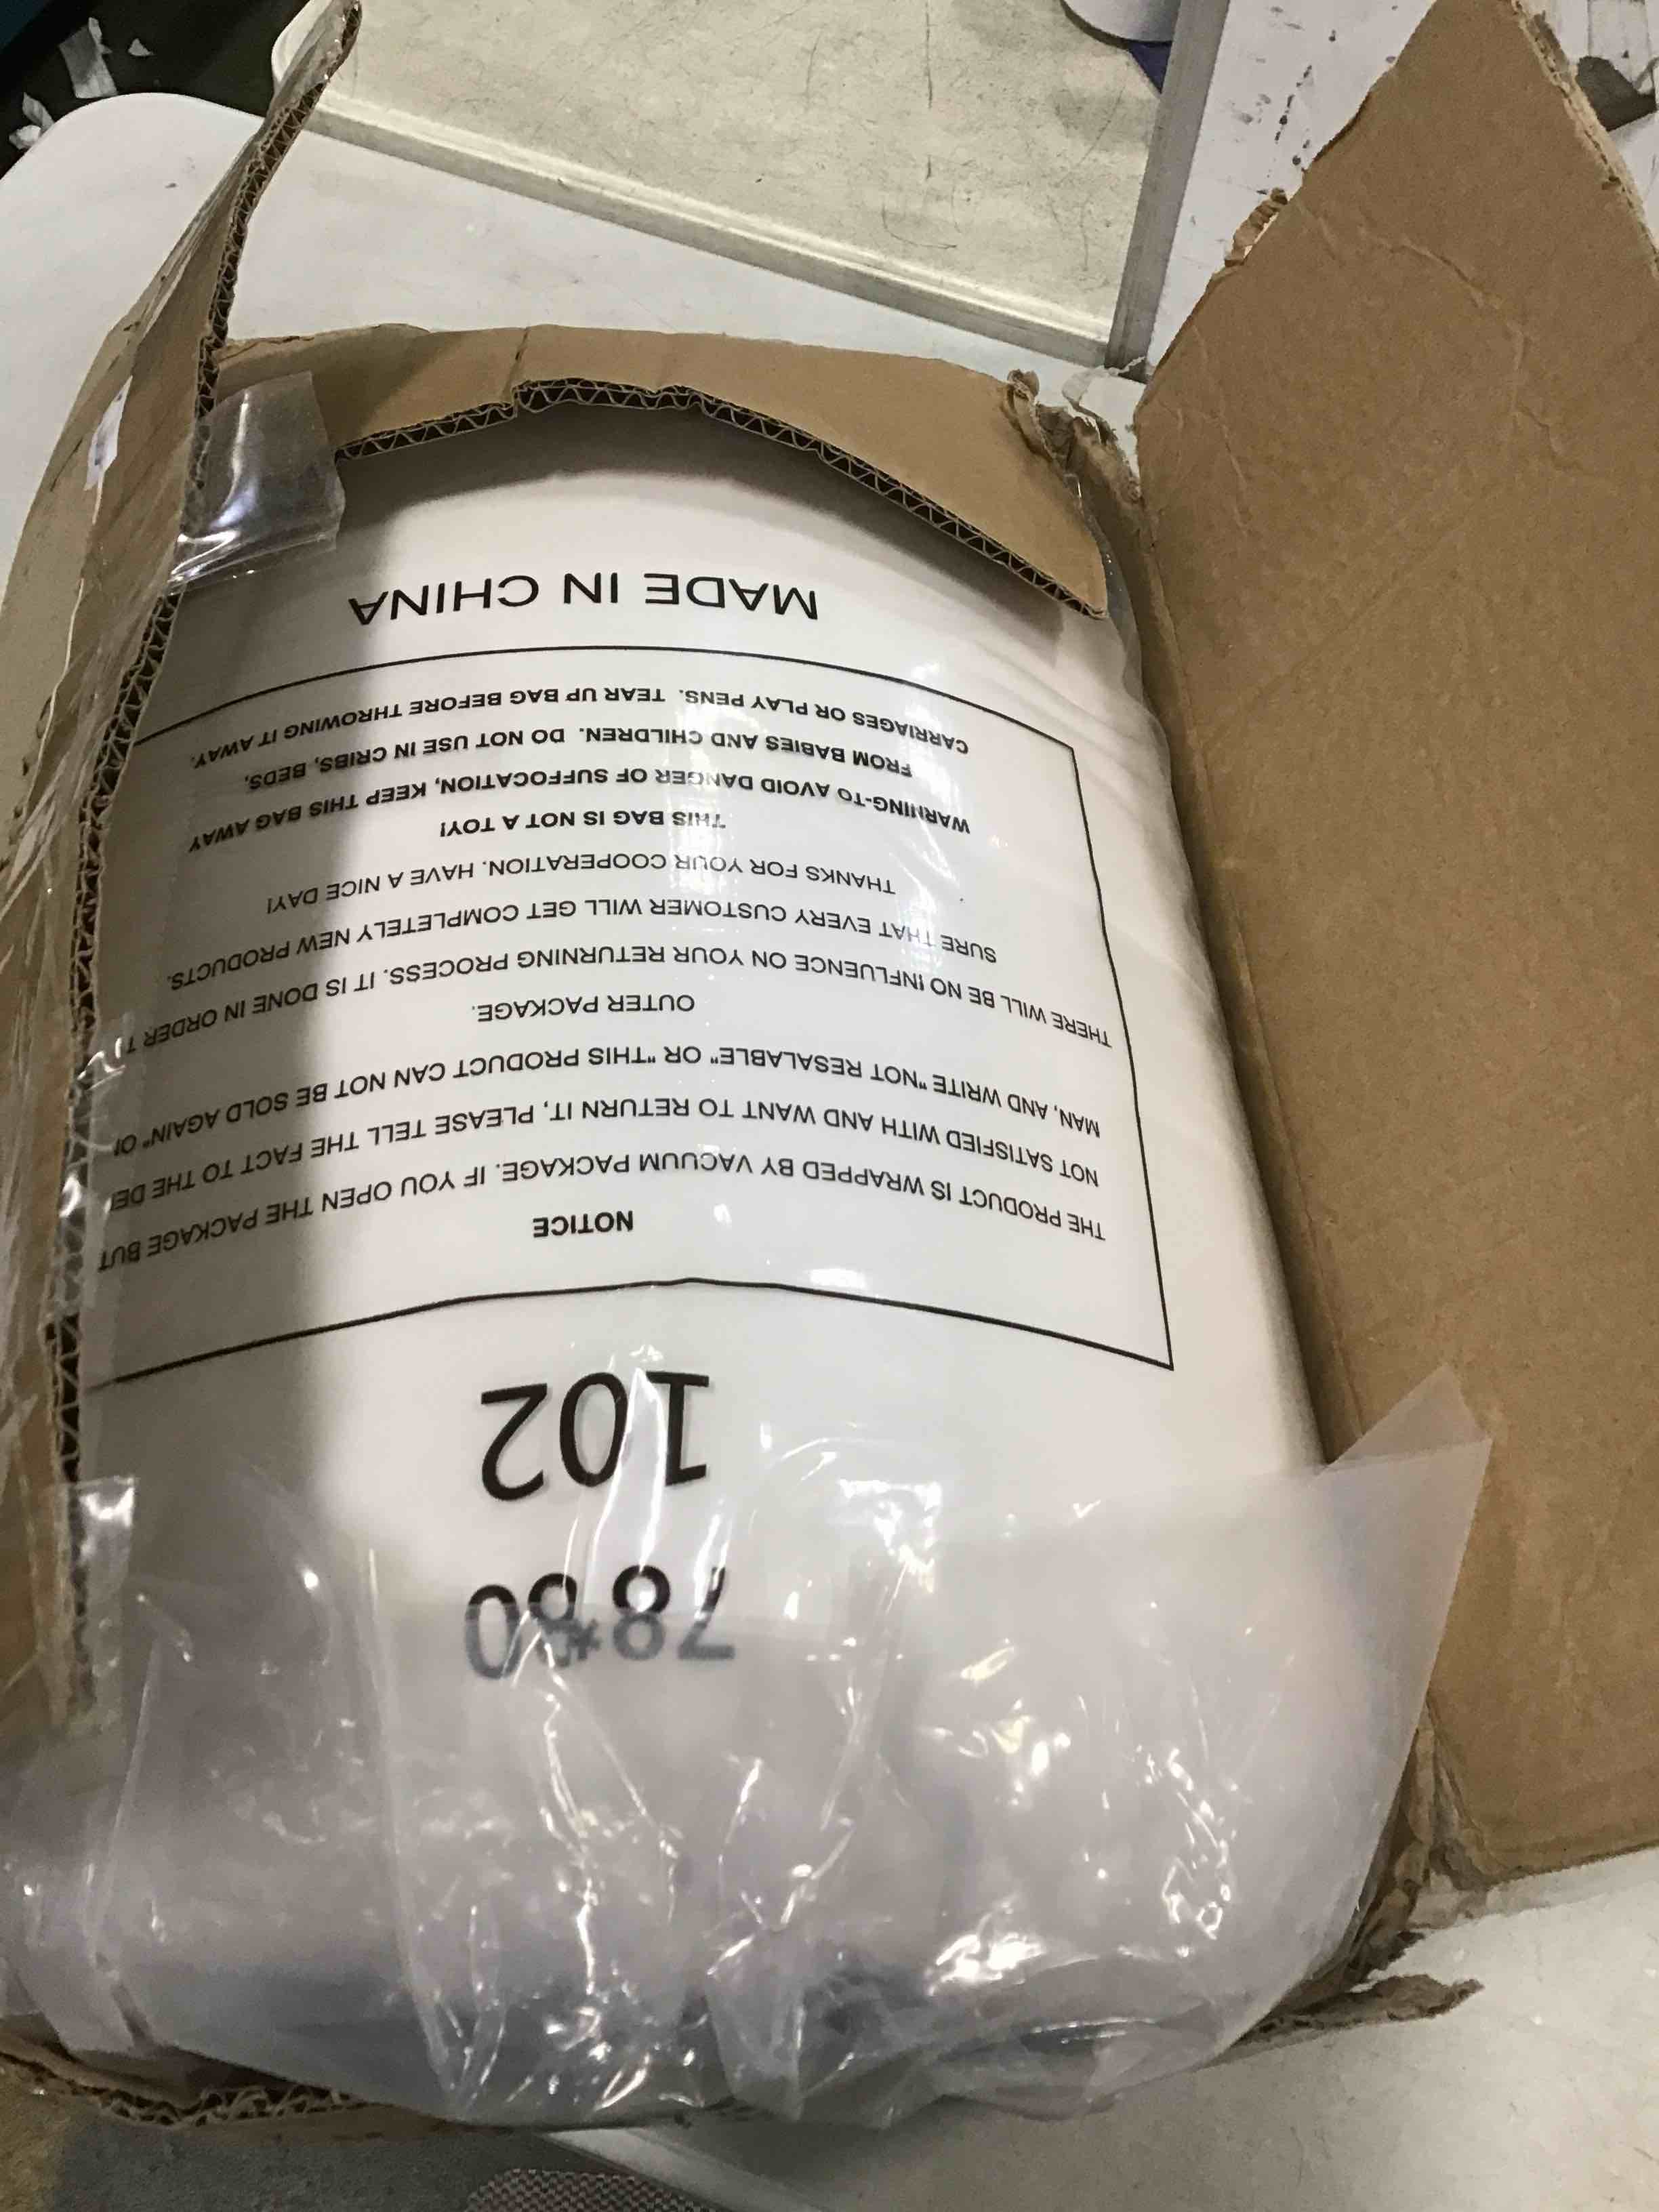 78*80
102
NOTICE
THE PRODUCT IS WRAPPED BY VACUUM PACKAGE. IF YOU OPEN THE PACKAGE BUT
NOT SATISFIED WITH AND WANT TO RETURN IT, PLEASE TELL THE FACT TO THE
MAN, AND WRITE "NOT RESALABLE" OR "THIS PRODUCT CAN NOT BE SOLD AGAIN"
OUTER PACKAGE.
THERE WILL BE NO INFLUENCE ON YOUR RETURNING PROCESS. IT IS DONE IN ORDER
SURE THAT EVERY CUSTOMER WILL GET COMPLETELY NEW PRODUCTS.
THANKS FOR YOUR COOPERATION. HAVE A NICE DAY!
THIS BAG IS NOT A TOY!
WARNING-TO AVOID DANGER OF SUFFOCATION, KEEP THIS BAG AWAY
FROM BABIES AND CHILDREN. DO NOT USE IN CRIBS, BEDS,
CARRIAGES OR PLAY PENS. TEAR UP BAG BEFORE THROWING IT AWAY.
MADE IN CHINA